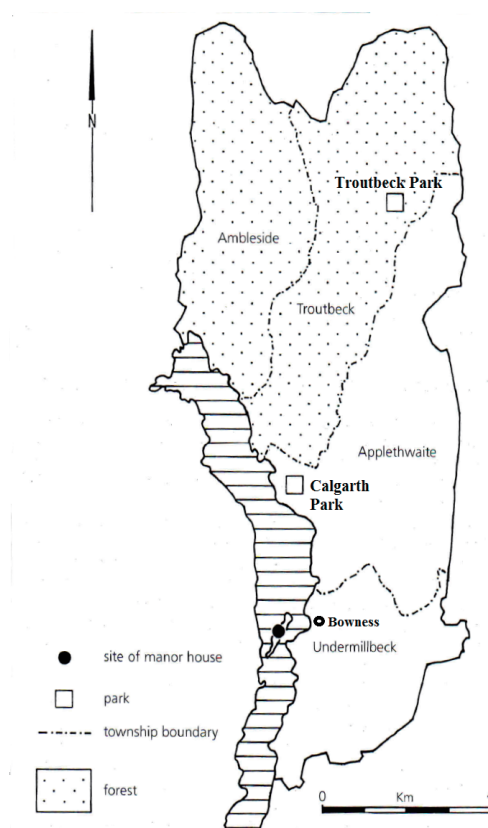 N
Troutbeck Park
Ambleside
Troutbeck
Applethwaite
Calgarth
Park
Bowness
Undermillbeck
site of manor house
park
township boundary
forest
0 Km